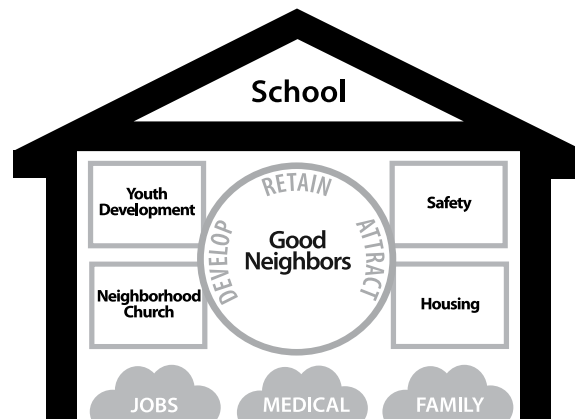 School
Youth
Development
RETAIN
DEVELOP
ATTRACT
Good
Neighbors
Safety
Neighborhood
Church
Housing
JOBS
MEDICAL
FAMILY